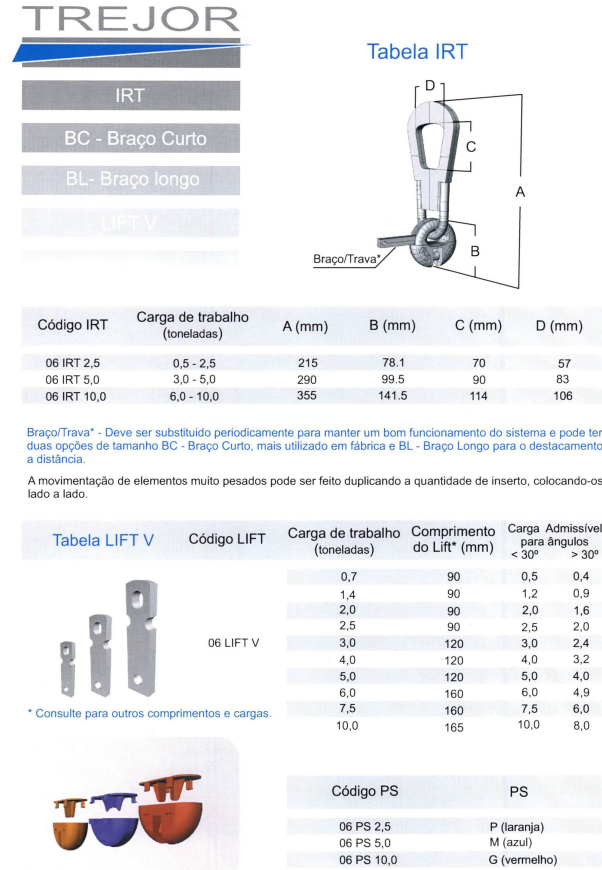 TREJOR
IRT
BC - Braço Curto
BL- Braço longo
LIFT V
Tabela IRT
D
C
A
B
Braço/Trava*
Código IRT Carga de trabalho (toneladas) A (mm) B (mm) C (mm) D (mm)
06 IRT 2,5 0,5 - 2,5 215 78.1 70 57
06 IRT 5,0 3,0 - 5,0 290 99.5 90 83
06 IRT 10,0 6,0 - 10,0 355 141.5 114 106
Braço/Trava* - Deve ser substituido periodicamente para manter um bom funcionamento do sistema e pode ter
duas opções de tamanho BC - Braço Curto, mais utilizado em fábrica e BL - Braço Longo para o destacamento
a distância.
A movimentação de elementos muito pesados pode ser feito duplicando a quantidade de inserto, colocando-os
lado a lado.
Tabela LIFT V
Código LIFT Carga de trabalho (toneladas) Comprimento do Lift* (mm) Carga Admissível para ângulos < 30º > 30º
0,7 90 0,5 0,4
1,4 90 1,2 0,9
2,0 90 2,0 1,6
2,5 90 2,5 2,0
06 LIFT V 3,0 120 3,0 2,4
4,0 120 4,0 3,2
5,0 120 5,0 4,0
6,0 160 6,0 4,9
7,5 160 7,5 6,0
10,0 165 10,0 8,0
* Consulte para outros comprimentos e cargas.
Código PS PS
06 PS 2,5 P (laranja)
06 PS 5,0 M (azul)
06 PS 10,0 G (vermelho)